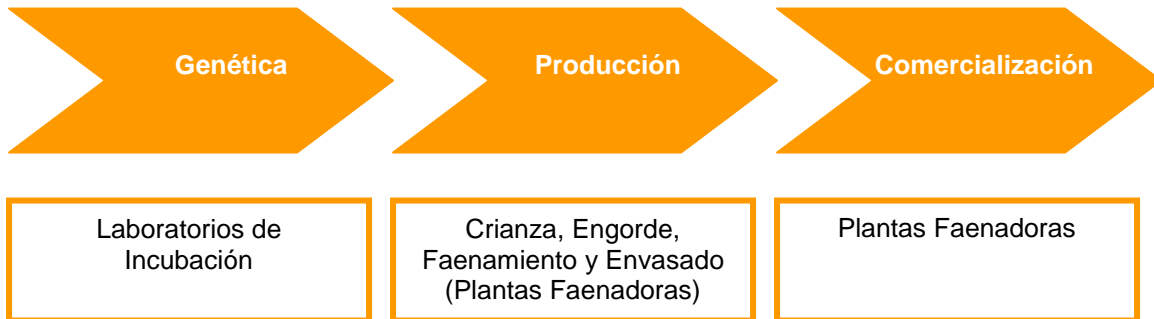 Genética
Producción
Comercialización
Laboratorios de
Incubación
Crianza, Engorde,
Faenamiento y Envasado
(Plantas Faenadoras)
Plantas Faenadoras